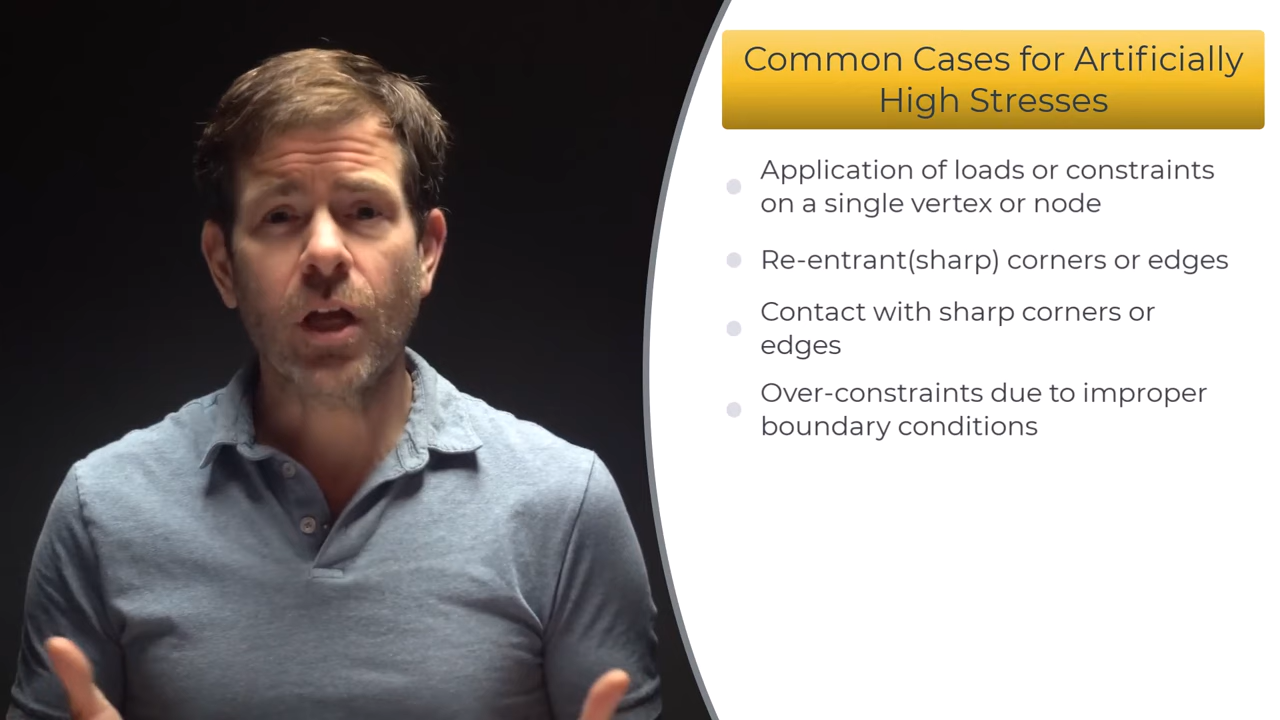 Common Cases for Artificially
High Stresses
Application of loads or constraints
on a single vertex or node
Re-entrant(sharp) corners or edges
Contact with sharp corners or
edges
Over-constraints due to improper
boundary conditions